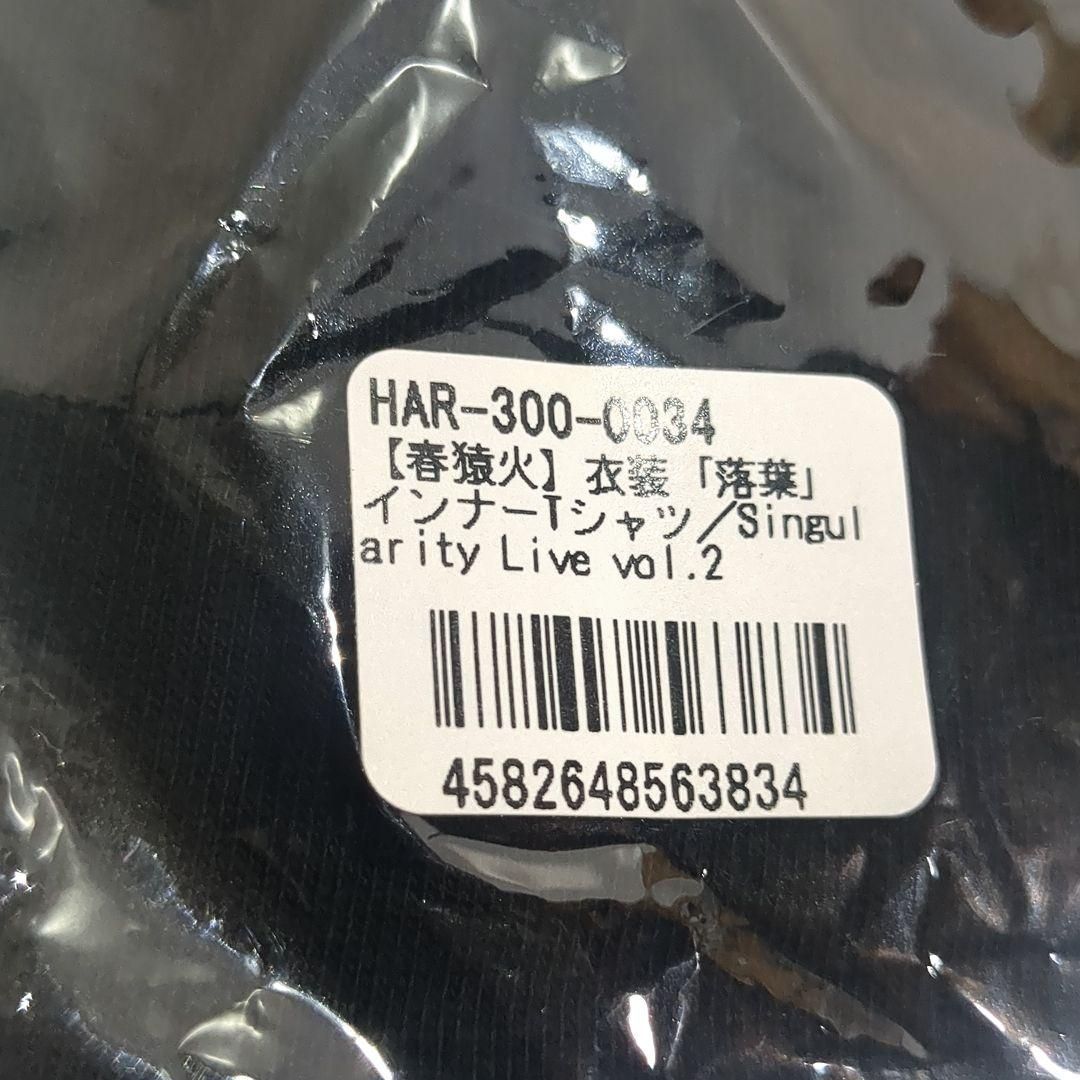 HAR-300-0034
【春猿火】衣装「落葉」
インナーTシャツ／Singul
arity Live vol.2
4582648563834